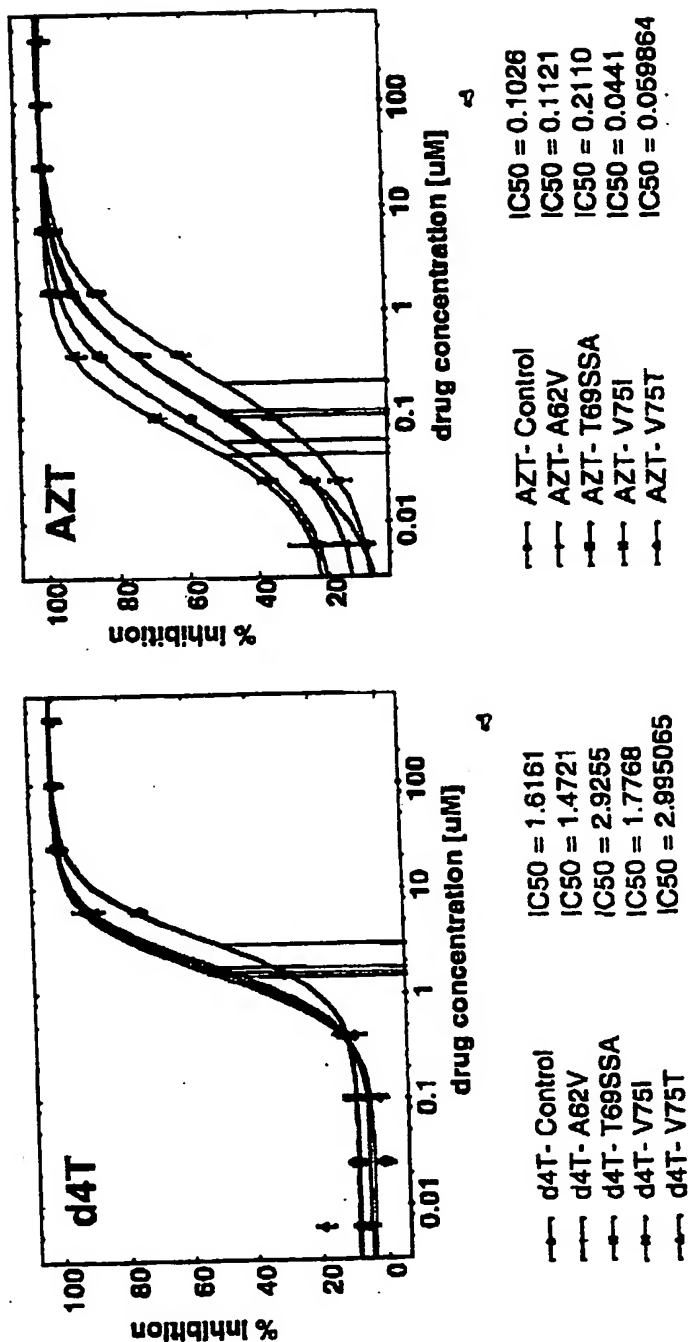 d4T
% inhibition
100
80
60
40
20
0
0.01 0.1 1 10 100
drug concentration [uM]
d4T- Control IC50 = 1.6161
d4T- A62V IC50 = 1.4721
d4T- T69SSA IC50 = 2.9255
d4T- V75I IC50 = 1.7768
d4T- V75T IC50 = 2.995065
AZT
% inhibition
100
80
60
40
20
0.01 0.1 1 10 100
drug concentration [uM]
AZT- Control IC50 = 0.1026
AZT- A62V IC50 = 0.1121
AZT- T69SSA IC50 = 0.2110
AZT- V75I IC50 = 0.0441
AZT- V75T IC50 = 0.059864